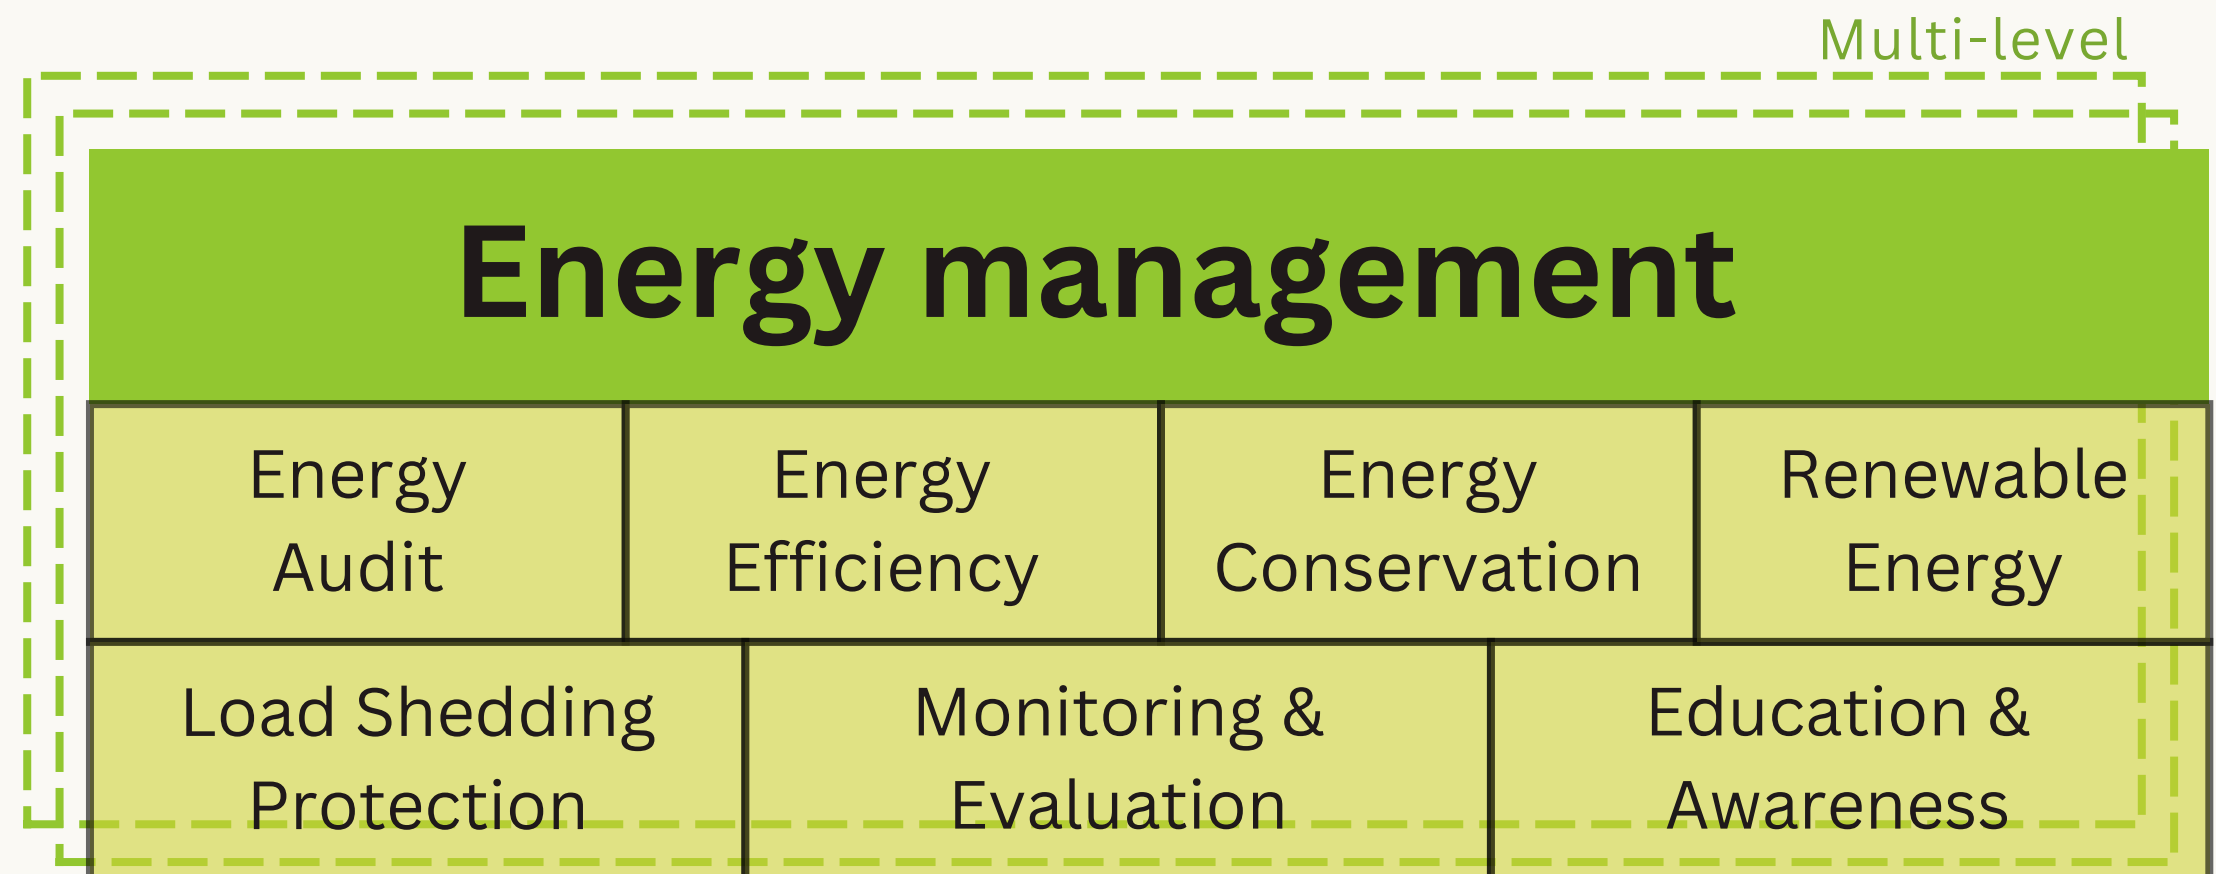 Multi-level
Energy management
Energy
Audit
Energy
Efficiency
Energy
Conservation
Renewable
Energy
Load Shedding
Protection
Monitoring &
Evaluation
Education &
Awareness